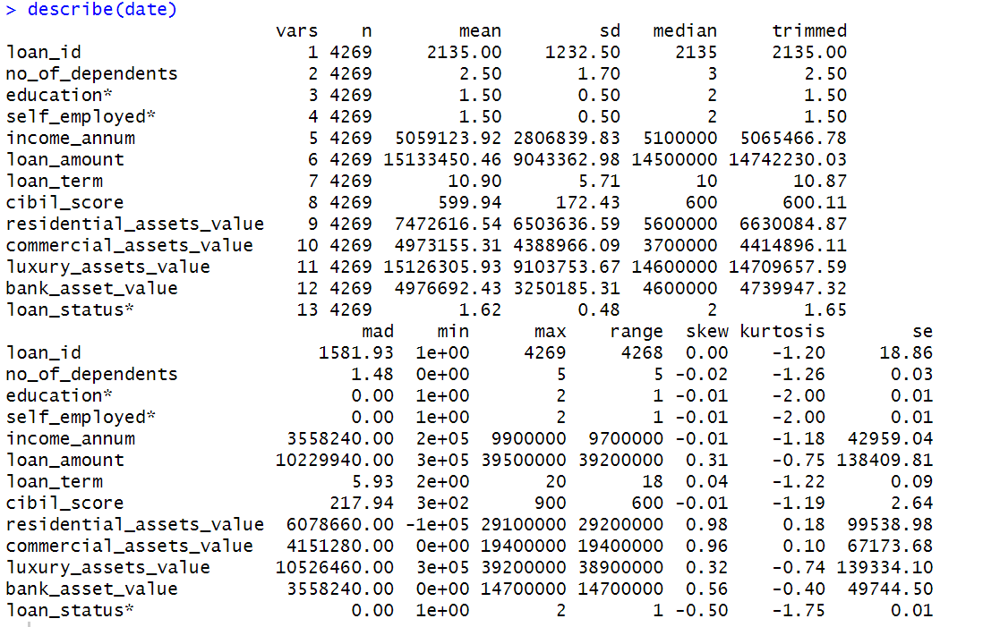 > describe(date)
vars n mean sd median trimmed
loan_id 1 4269 2135.00 1232.50 2135 2135.00
no_of_dependents 2 4269 2.50 1.70 3 2.50
education* 3 4269 1.50 0.50 2 1.50
self_employed* 4 4269 1.50 0.50 2 1.50
income_annum 5 4269 5059123.92 2806839.83 5100000 5065466.78
loan_amount 6 4269 15133450.46 9043362.98 14500000 14742230.03
loan_term 7 4269 10.90 5.71 10 10.87
cibil_score 8 4269 599.94 172.43 600 600.11
residential_assets_value 9 4269 7472616.54 6503636.59 5600000 6630084.87
commercial_assets_value 10 4269 4973155.31 4388966.09 3700000 4414896.11
luxury_assets_value 11 4269 15126305.93 9103753.67 14600000 14709657.59
bank_asset_value 12 4269 4976692.43 3250185.31 4600000 4739947.32
loan_status* 13 4269 1.62 0.48 2 1.65
mad min max range skew kurtosis se
loan_id 1581.93 1e+00 4269 4268 0.00 -1.20 18.86
no_of_dependents 1.48 0e+00 5 5 -0.02 -1.26 0.03
education* 0.00 1e+00 2 1 -0.01 -2.00 0.01
self_employed* 0.00 1e+00 2 1 -0.01 -2.00 0.01
income_annum 3558240.00 2e+05 9900000 9700000 -0.01 -1.18 42959.04
loan_amount 10229940.00 3e+05 39500000 39200000 0.31 -0.75 138409.81
loan_term 5.93 2e+00 20 18 0.04 -1.22 0.09
cibil_score 217.94 3e+02 900 600 -0.01 -1.19 2.64
residential_assets_value 6078660.00 -1e+05 29100000 29200000 0.98 0.18 99538.98
commercial_assets_value 4151280.00 0e+00 19400000 19400000 0.96 0.10 67173.68
luxury_assets_value 10526460.00 3e+05 39200000 38900000 0.32 -0.74 139334.10
bank_asset_value 3558240.00 0e+00 14700000 14700000 0.56 -0.40 49744.50
loan_status* 0.00 1e+00 2 1 -0.50 -1.75 0.01